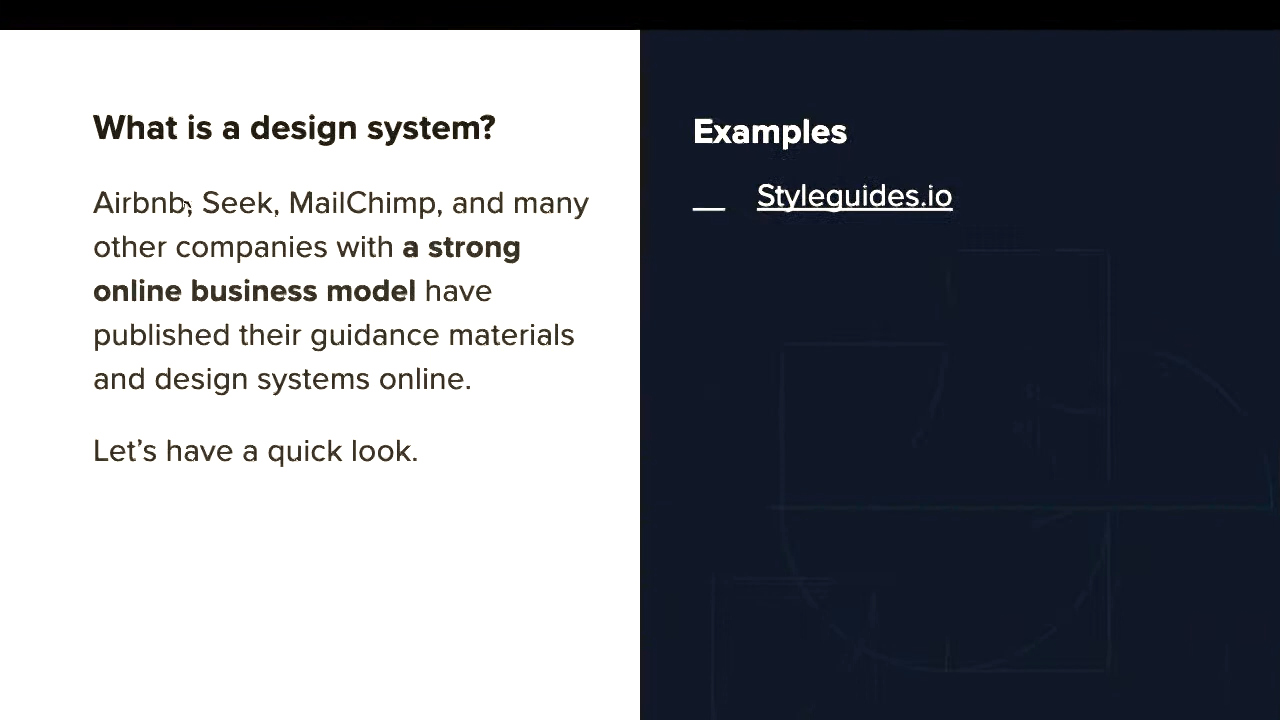 What is a design system?
Airbnb, Seek, MailChimp, and many
other companies with a strong
online business model have
published their guidance materials
and design systems online.
Let’s have a quick look.
Examples
__ Styleguides.io